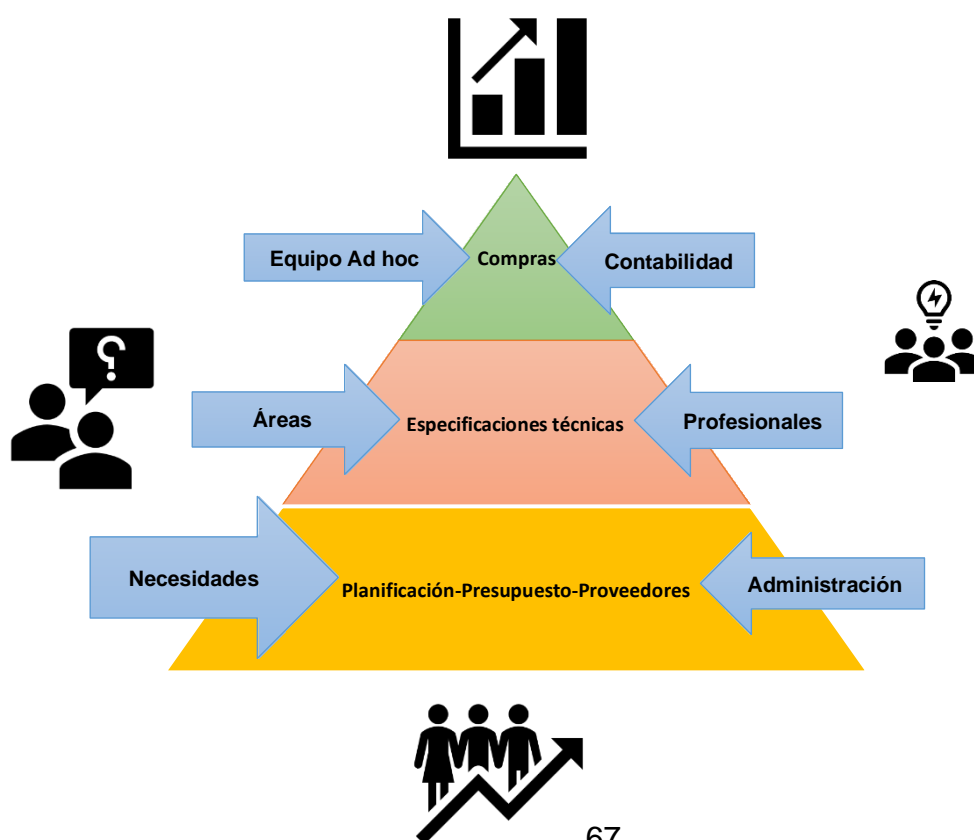 Equipo Ad hoc
Compras
Contabilidad
Áreas
Especificaciones técnicas
Profesionales
Necesidades
Planificación-Presupuesto-Proveedores
Administración
67